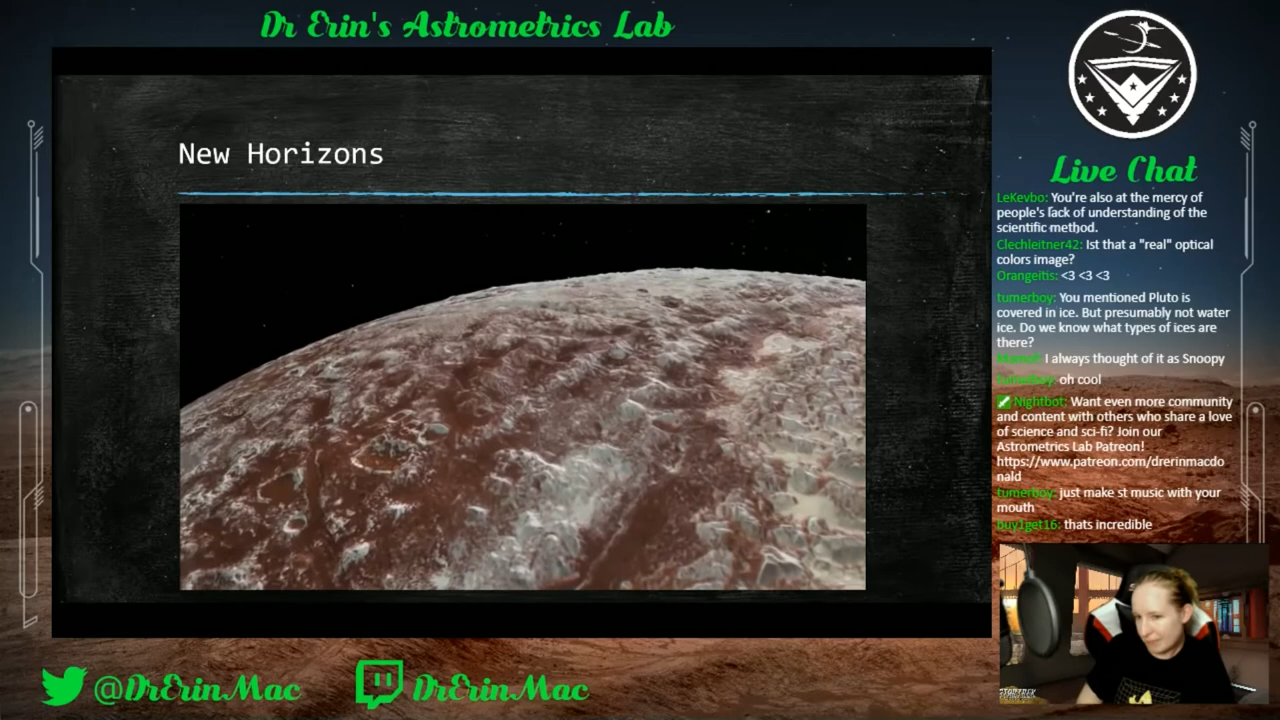 Dr Erin's Astrometrics Lab
New Horizons
Live Chat
LeKevbo: You're also at the mercy of
people's lack of understanding of the
scientific method.
Clechleitner42: Ist that a "real" optical
colors image?
Orangeitis: <3 <3 <3
tumerboy: You mentioned Pluto is
covered in ice. But presumably not water
ice. Do we know what types of ices are
there?
I always thought of it as Snoopy
tumerboy: oh cool
Nightbot: Want even more community
and content with others who share a love
of science and sci-fi? Join our
Astrometrics Lab Patreon!
https://www.patreon.com/drerinmacdo
nald
tumerboy: just make st music with your
mouth
buy1get16: thats incredible
STAR TREK
@DrErinMac
DrErinMac